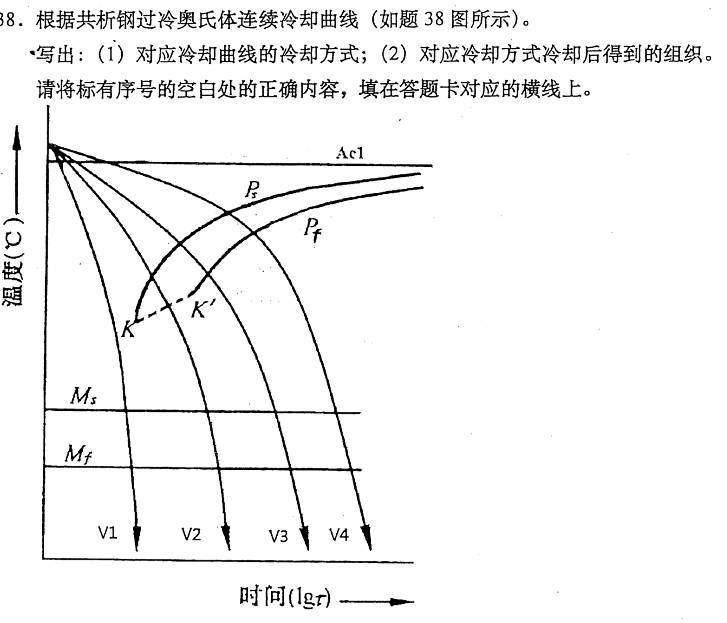 38．根据共析钢过冷奥氏体连续冷却曲线（如题 38 图所示）。
写出：（1）对应冷却曲线的冷却方式；（2）对应冷却方式冷却后得到的组织。
请将标有序号的空白处的正确内容，填在答题卡对应的横线上。
Ac1
Ps
Pf
温度(℃)
K
K'
Ms
Mf
V1
V2
V3
V4
时间(lgτ)